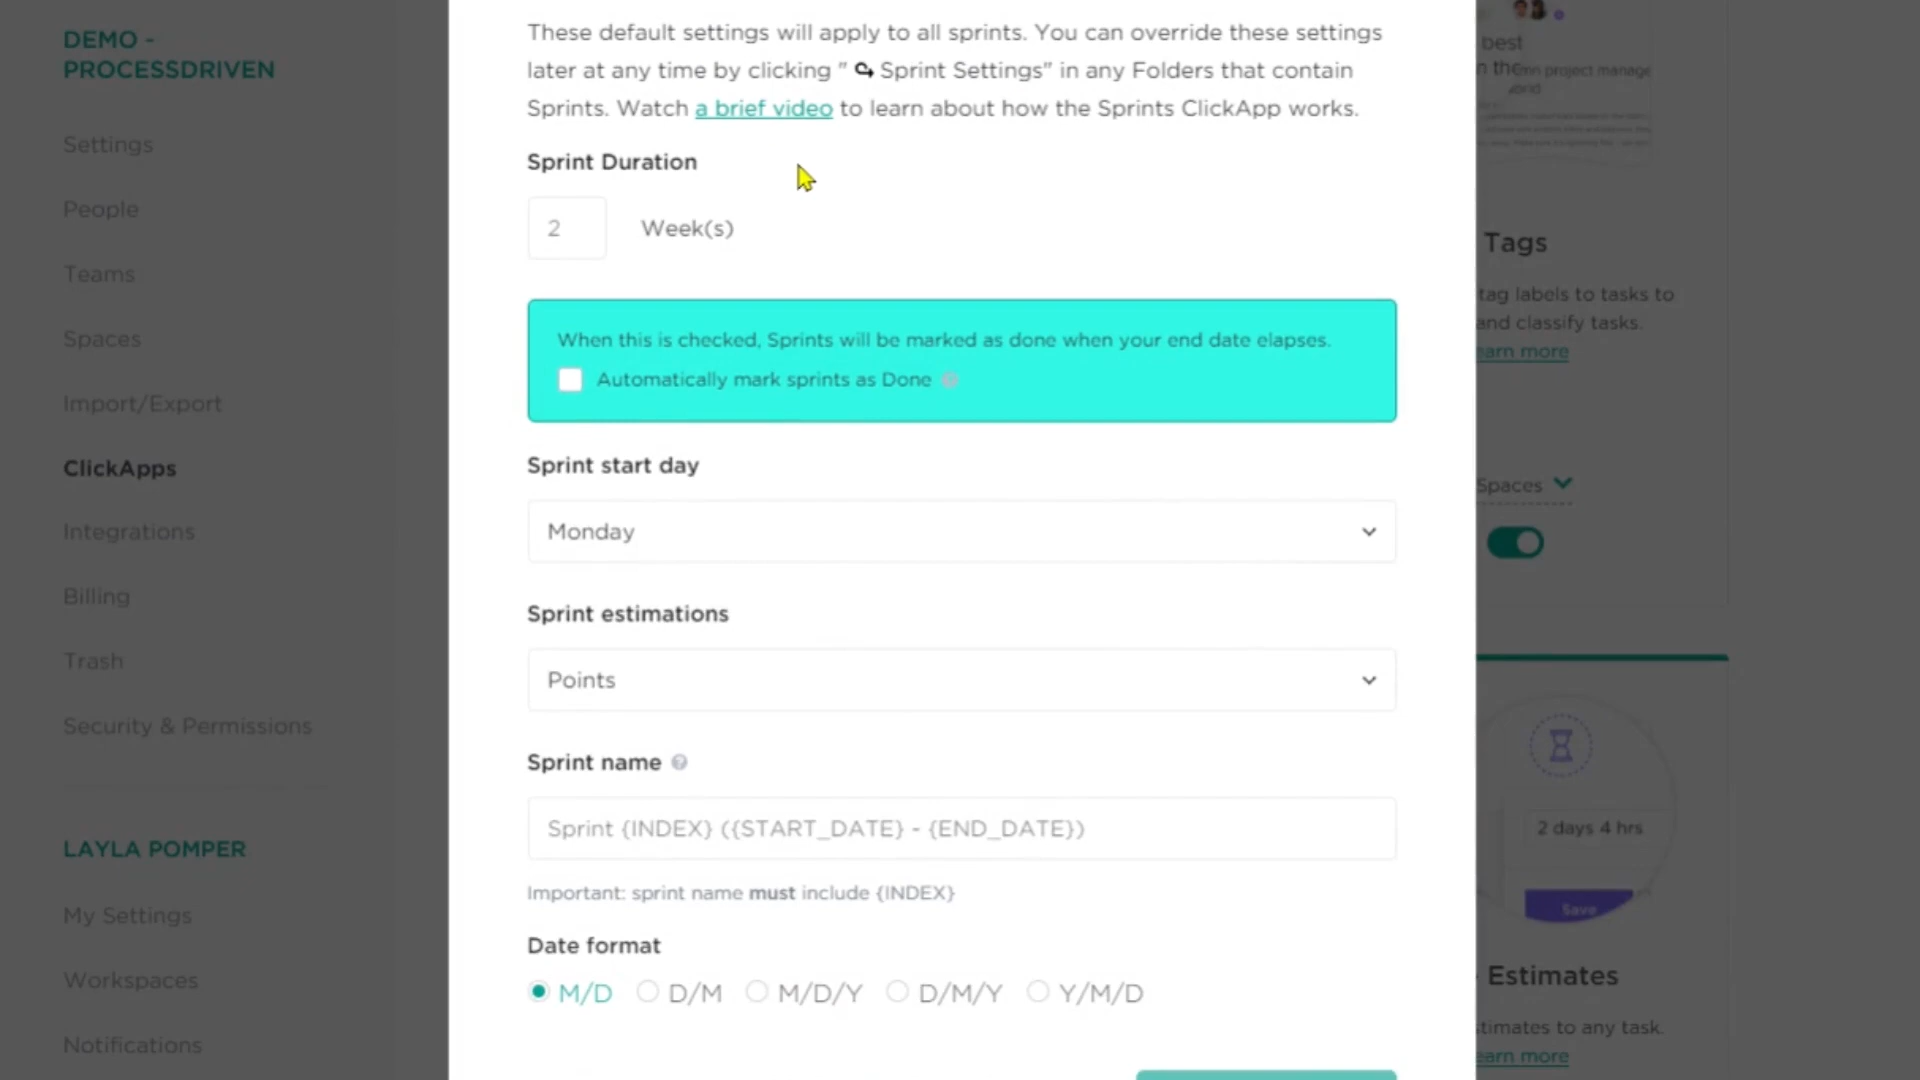 DEMO -
PROCESSDRIVEN
Settings
People
Teams
Spaces
Import/Export
ClickApps
Integrations
Billing
Trash
Security & Permissions
LAYLA POMPER
My Settings
Workspaces
Notifications
These default settings will apply to all sprints. You can override these settings
later at any time by clicking " Sprint Settings" in any Folders that contain
Sprints. Watch a brief video to learn about how the Sprints ClickApp works.
Sprint Duration
2 Week(s)
When this is checked, Sprints will be marked as done when your end date elapses.
Automatically mark sprints as Done
Sprint start day
Monday
Sprint estimations
Points
Sprint name
Sprint {INDEX} ({START_DATE} - {END_DATE})
Important: sprint name must include {INDEX}
Date format
M/D D/M M/D/Y D/M/Y Y/M/D
best
project manage
Tags
tag labels to tasks to
and classify tasks.
earn more
Spaces
2 days 4 hrs
Save
Estimates
timates to any task.
earn more